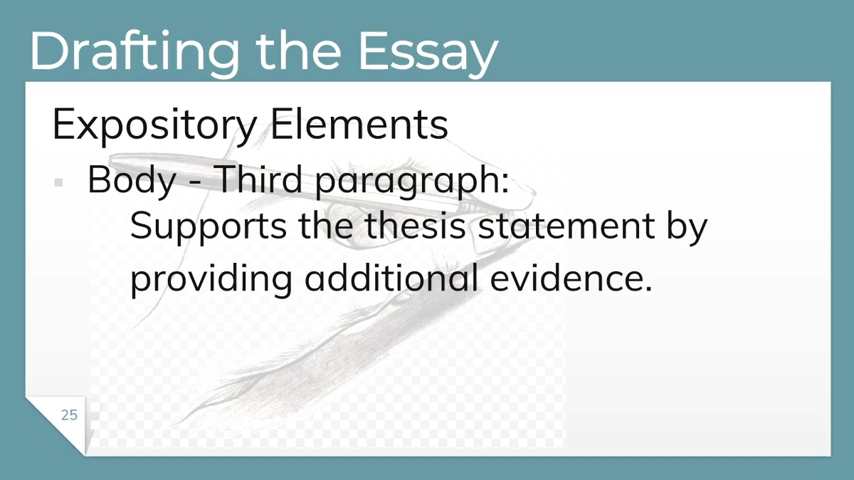 Drafting the Essay
Expository Elements
Body - Third paragraph:
Supports the thesis statement by
providing additional evidence.
25